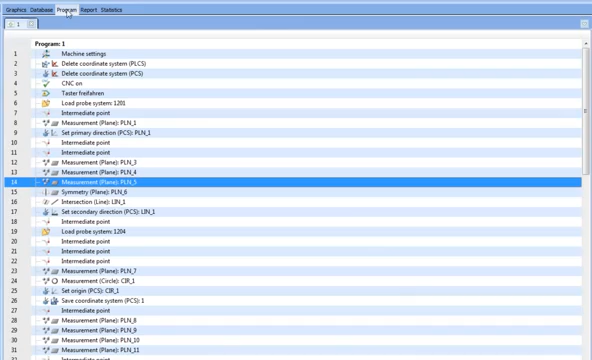 Graphics Database Program Report Statistics
1
Program: 1
1 Machine settings
2 Delete coordinate system (PLCS)
3 Delete coordinate system (PCS)
4 CNC on
5 Taster freifahren
6 Load probe system: 1201
7 Intermediate point
8 Measurement (Plane): PLN_1
9 Set primary direction (PCS): PLN_1
10 Intermediate point
11 Intermediate point
12 Measurement (Plane): PLN_3
13 Measurement (Plane): PLN_4
14 Measurement (Plane): PLN_5
15 Symmetry (Plane): PLN_6
16 Intersection (Line): LIN_1
17 Set secondary direction (PCS): LIN_1
18 Intermediate point
19 Load probe system: 1204
20 Intermediate point
21 Intermediate point
22 Intermediate point
23 Measurement (Plane): PLN_7
24 Measurement (Circle): CIR_1
25 Set origin (PCS): CIR_1
26 Save coordinate system (PCS): 1
27 Intermediate point
28 Measurement (Plane): PLN_8
29 Measurement (Plane): PLN_9
30 Measurement (Plane): PLN_10
31 Measurement (Plane): PLN_11